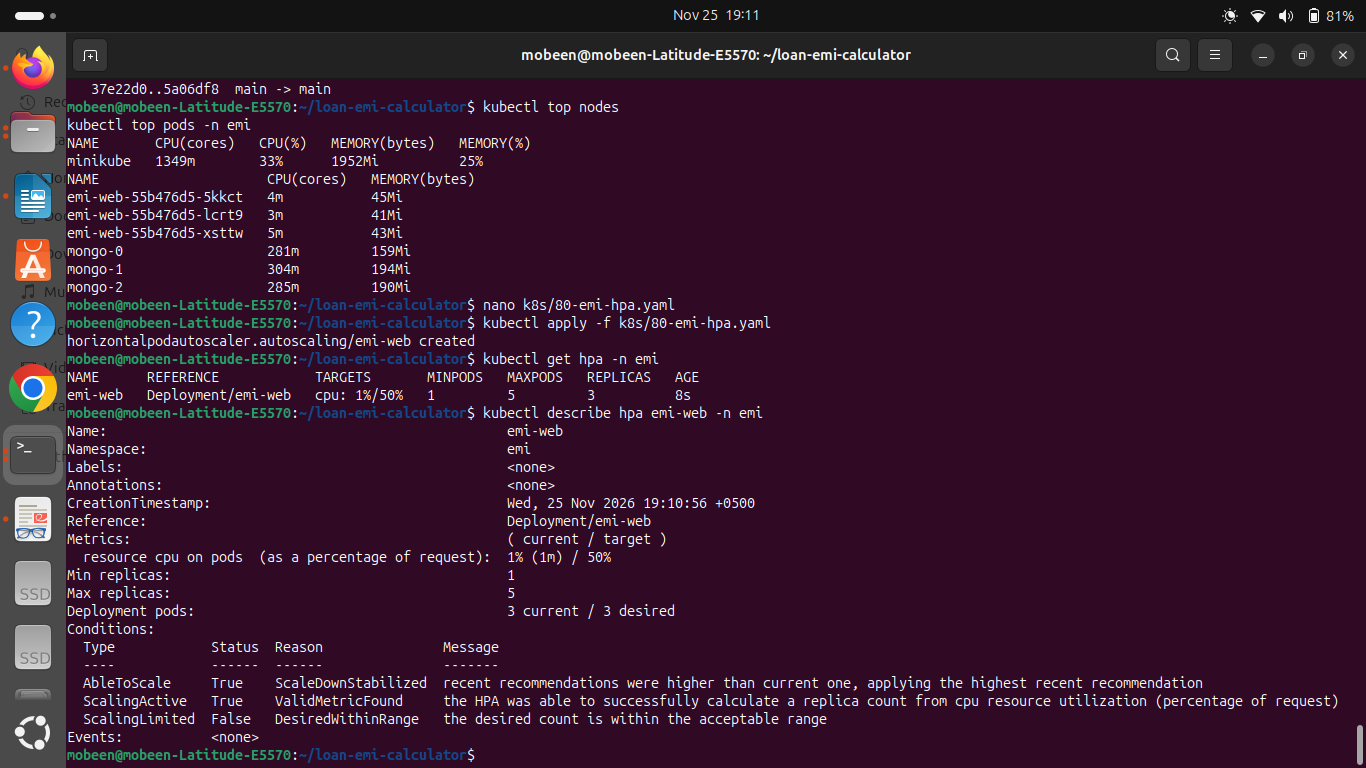 Nov 25 19:11
81%
mobeen@mobeen-Latitude-E5570: ~/loan-emi-calculator
37e22d0..5a06df8  main -> main
mobeen@mobeen-Latitude-E5570:~/loan-emi-calculator$ kubectl top nodes
kubectl top pods -n emi
NAME       CPU(cores)   CPU(%)   MEMORY(bytes)   MEMORY(%)
minikube   1349m        33%      1952Mi          25%
NAME                     CPU(cores)   MEMORY(bytes)
emi-web-55b476d5-5kkct   4m           45Mi
emi-web-55b476d5-lcrt9   3m           41Mi
emi-web-55b476d5-xsttw   5m           43Mi
mongo-0                  281m         159Mi
mongo-1                  304m         194Mi
mongo-2                  285m         190Mi
mobeen@mobeen-Latitude-E5570:~/loan-emi-calculator$ nano k8s/80-emi-hpa.yaml
mobeen@mobeen-Latitude-E5570:~/loan-emi-calculator$ kubectl apply -f k8s/80-emi-hpa.yaml
horizontalpodautoscaler.autoscaling/emi-web created
mobeen@mobeen-Latitude-E5570:~/loan-emi-calculator$ kubectl get hpa -n emi
NAME      REFERENCE            TARGETS       MINPODS   MAXPODS   REPLICAS   AGE
emi-web   Deployment/emi-web   cpu: 1%/50%   1         5         3          8s
mobeen@mobeen-Latitude-E5570:~/loan-emi-calculator$ kubectl describe hpa emi-web -n emi
Name:                                                  emi-web
Namespace:                                             emi
Labels:                                                <none>
Annotations:                                           <none>
CreationTimestamp:                                     Wed, 25 Nov 2026 19:10:56 +0500
Reference:                                             Deployment/emi-web
Metrics:                                               ( current / target )
  resource cpu on pods  (as a percentage of request):  1% (1m) / 50%
Min replicas:                                          1
Max replicas:                                          5
Deployment pods:                                       3 current / 3 desired
Conditions:
  Type            Status  Reason               Message
  ----            ------  ------               -------
  AbleToScale     True    ScaleDownStabilized  recent recommendations were higher than current one, applying the highest recent recommendation
  ScalingActive   True    ValidMetricFound     the HPA was able to successfully calculate a replica count from cpu resource utilization (percentage of request)
  ScalingLimited  False   DesiredWithinRange   the desired count is within the acceptable range
Events:           <none>
mobeen@mobeen-Latitude-E5570:~/loan-emi-calculator$
SSD
SSD